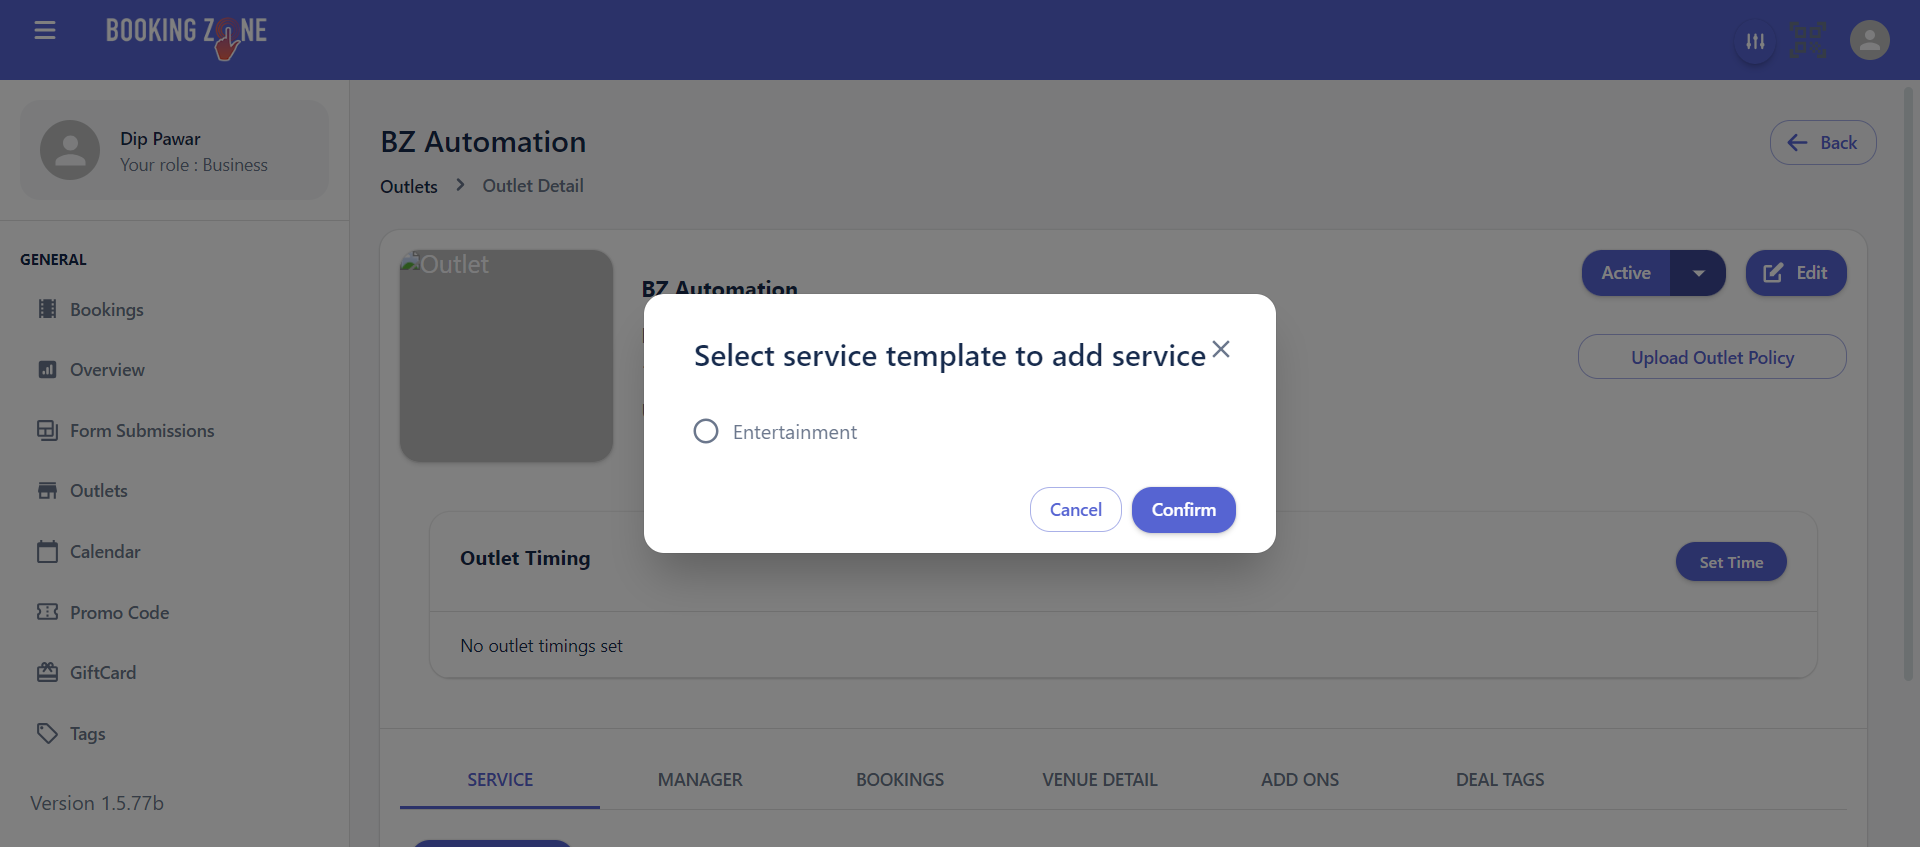 BOOKING ZONE
Dip Pawar
Your role : Business
GENERAL
Bookings
Overview
Form Submissions
Outlets
Calendar
Promo Code
GiftCard
Tags
Version 1.5.77b
BZ Automation
Back
Outlets > Outlet Detail
Outlet
BZ Automation
Active
Edit
Upload Outlet Policy
Select service template to add service
Entertainment
Cancel
Confirm
Outlet Timing
Set Time
No outlet timings set
SERVICE
MANAGER
BOOKINGS
VENUE DETAIL
ADD ONS
DEAL TAGS